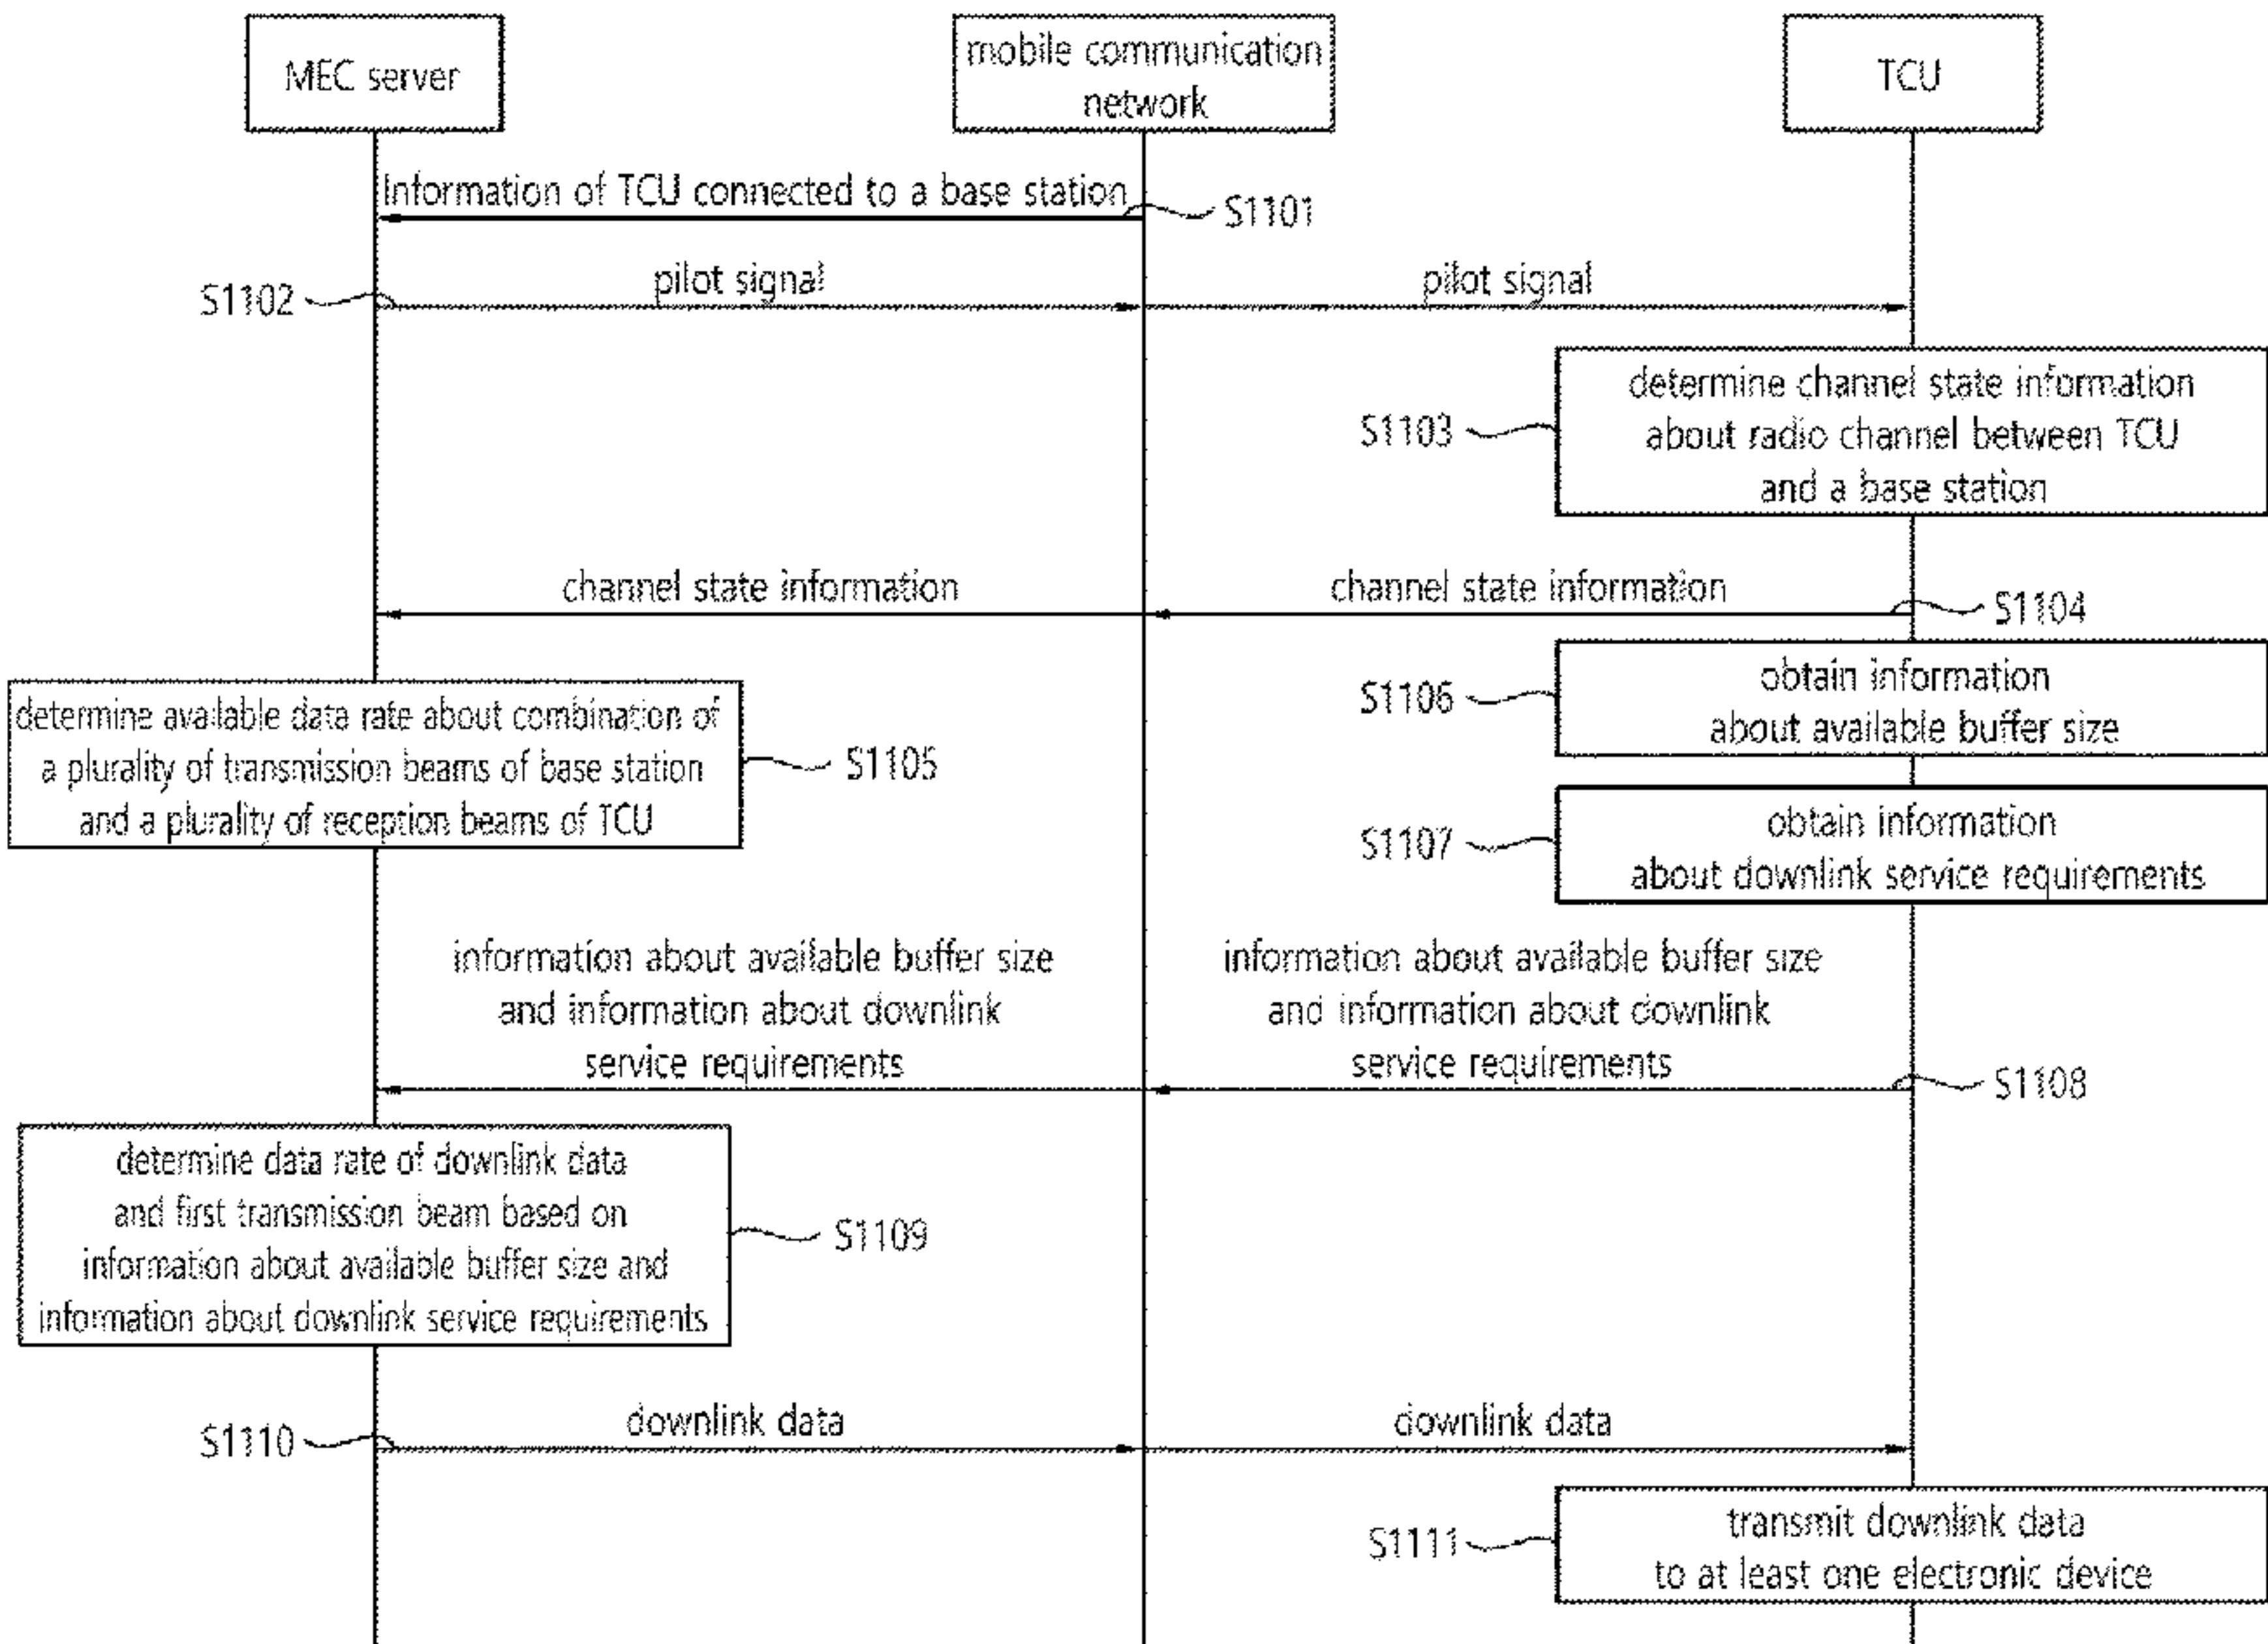 MEC server
mobile communication
network
TCU
Information of TCU connected to a base station
S1101
S1102
pilot signal
pilot signal
S1103
determine channel state information
about radio channel between TCU
and a base station
channel state information
channel state information
S1104
determine available data rate about combination of
a plurality of transmission beams of base station
and a plurality of reception beams of TCU
S1105
S1106
obtain information
about available buffer size
S1107
obtain information
about downlink service requirements
information about available buffer size
and information about downlink
service requirements
information about available buffer size
and information about downlink
service requirements
S1108
determine data rate of downlink data
and first transmission beam based on
information about available buffer size and
information about downlink service requirements
S1109
S1110
downlink data
downlink data
S1111
transmit downlink data
to at least one electronic device